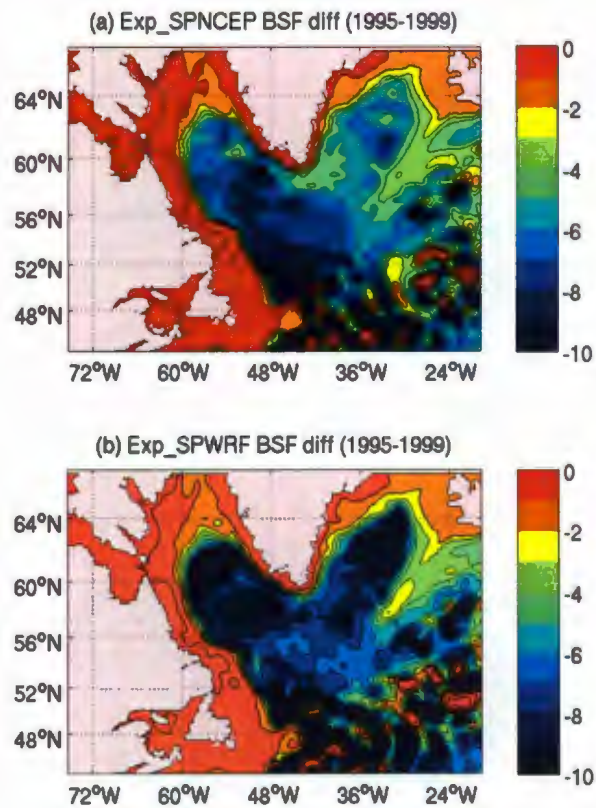 (a) Exp_SPNCEP BSF diff (1995-1999)
64°N
60°N
56°N
52°N
48°N
72°W 60°W 48°W 36°W 24°W
0
-2
-4
-6
-8
-10
(b) Exp_SPWRF BSF diff (1995-1999)
64°N
60°N
56°N
52°N
48°N
72°W 60°W 48°W 36°W 24°W
0
-2
-4
-6
-8
-10